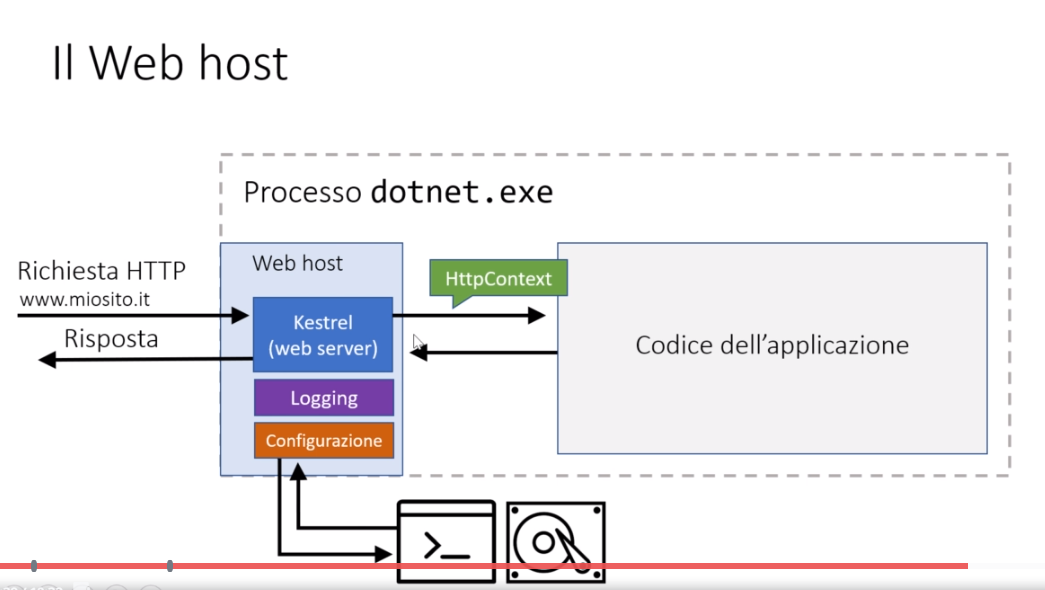 Il Web host
Processo dotnet.exe
Richiesta HTTP
www.miosito.it
Risposta
Web host
Kestrel
(web server)
Logging
Configurazione
HttpContext
Codice dell’applicazione
>_